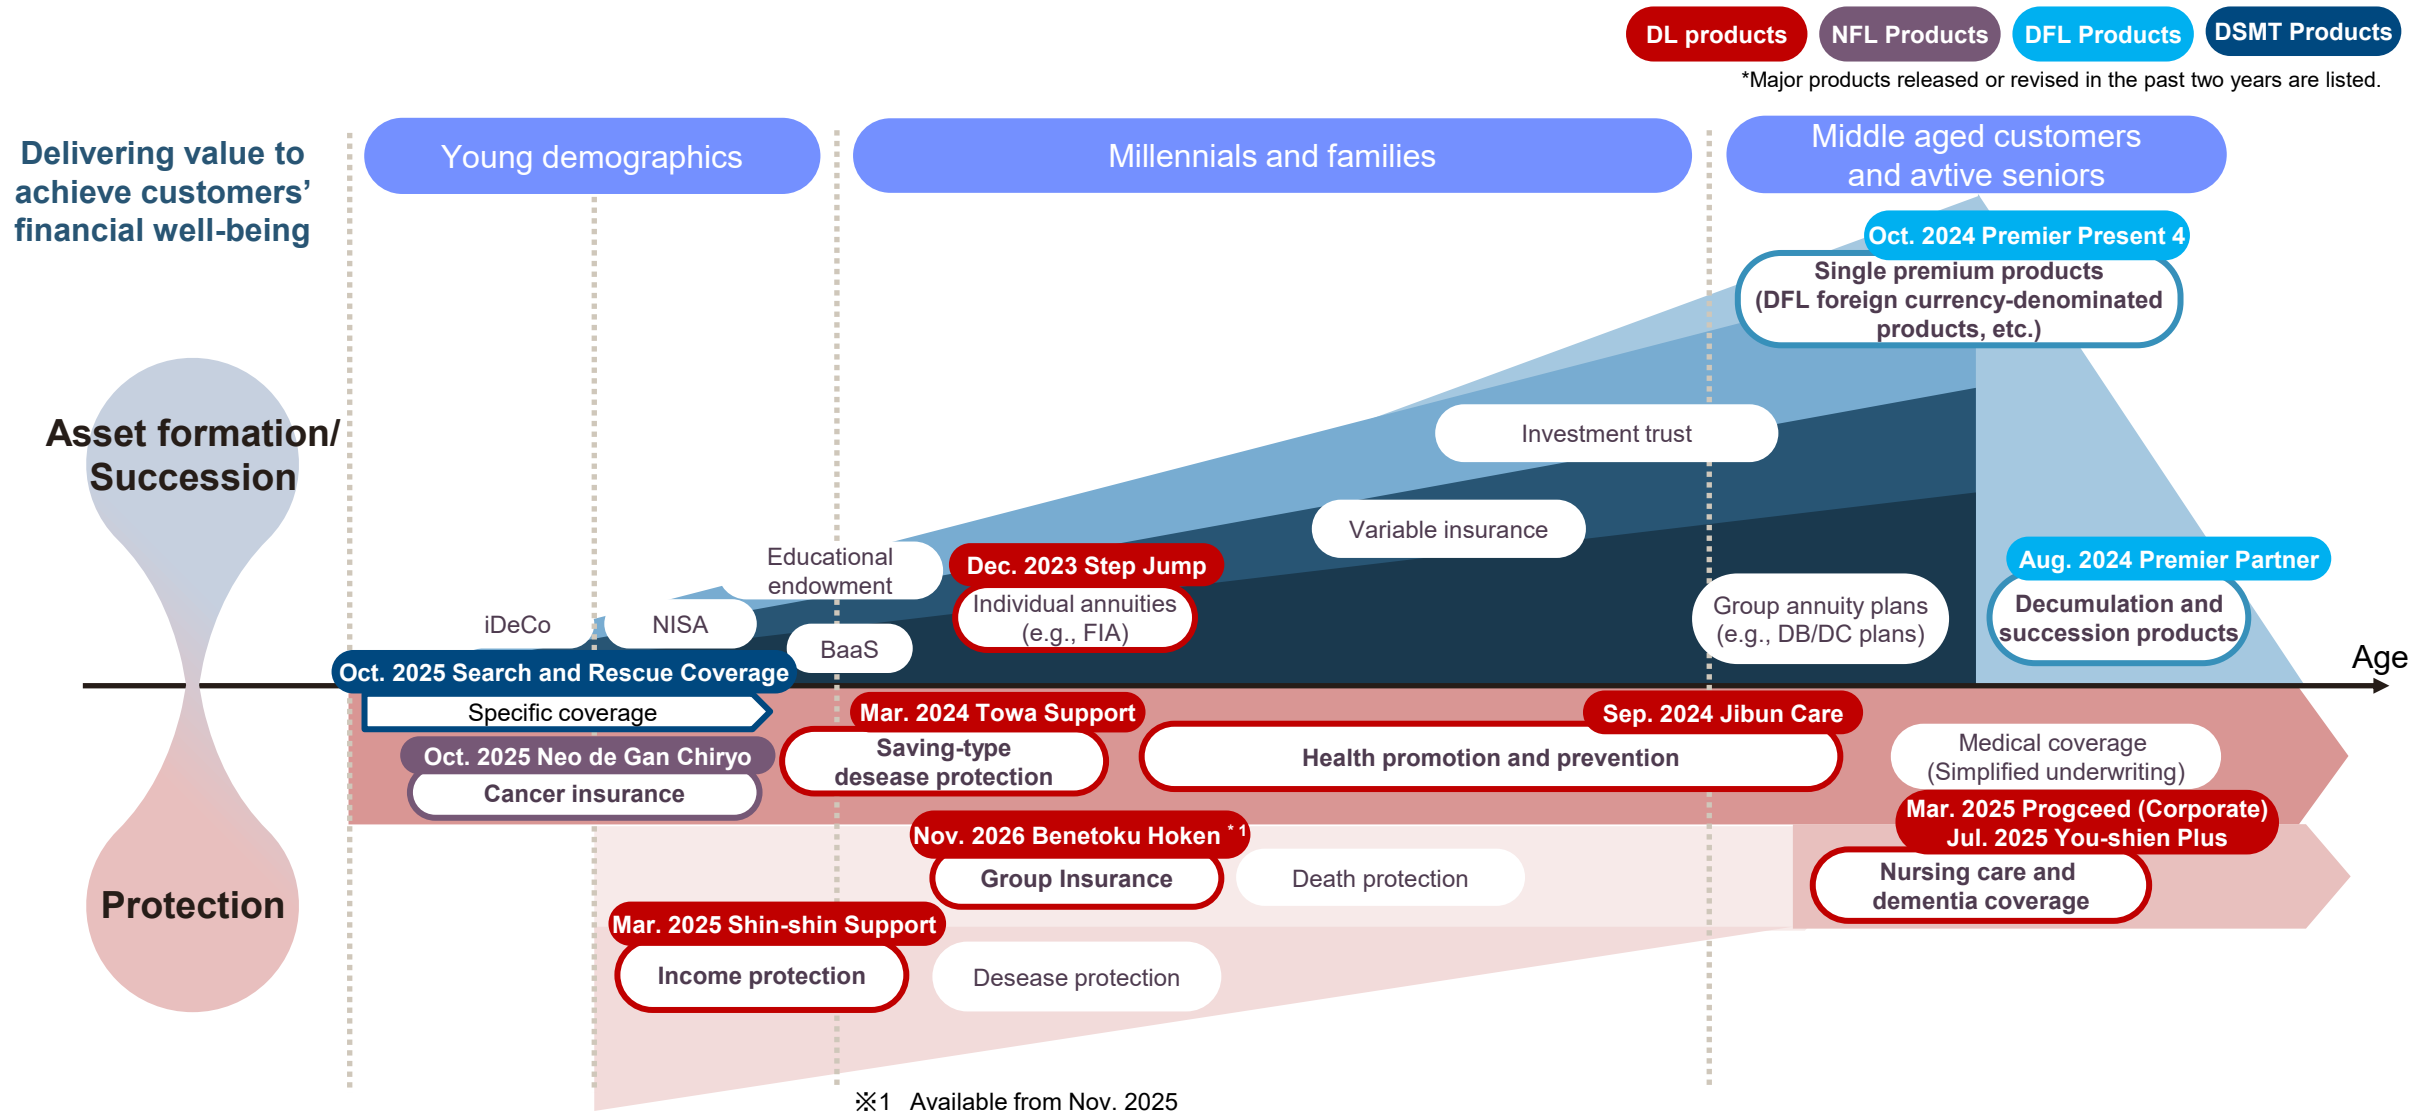 DL products
NFL Products
DFL Products
DSMT Products
*Major products released or revised in the past two years are listed.
Delivering value to
achieve customers’
financial well-being
Young demographics
Millennials and families
Middle aged customers
and avtive seniors
Oct. 2024 Premier Present 4
Single premium products
(DFL foreign currency-denominated
products, etc.)
Asset formation/
Succession
Investment trust
Variable insurance
Educational
endowment
Dec. 2023 Step Jump
Individual annuities
(e.g., FIA)
iDeCo
NISA
BaaS
Group annuity plans
(e.g., DB/DC plans)
Aug. 2024 Premier Partner
Decumulation and
succession products
Age
Oct. 2025 Search and Rescue Coverage
Specific coverage
Oct. 2025 Neo de Gan Chiryo
Cancer insurance
Mar. 2024 Towa Support
Saving-type
desease protection
Sep. 2024 Jibun Care
Health promotion and prevention
Medical coverage
(Simplified underwriting)
Mar. 2025 Progceed (Corporate)
Jul. 2025 You-shien Plus
Nursing care and
dementia coverage
Nov. 2026 Benetoku Hoken *1
Group Insurance
Death protection
Protection
Mar. 2025 Shin-shin Support
Income protection
Desease protection
※1 Available from Nov. 2025